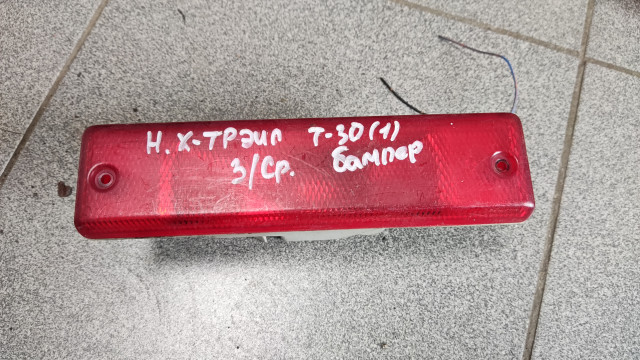 Н. Х-ТРЭИЛ Т-30(1)
З/Ср. бампер